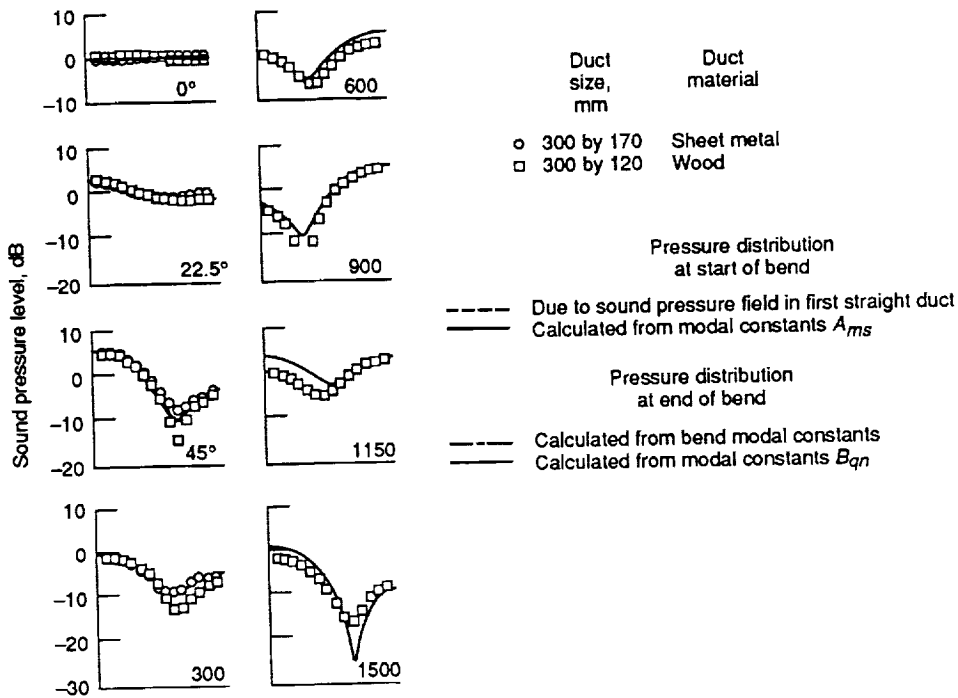 Sound pressure level, dB
10
0
−10
0°
600
10
0
−10
−20
22.5°
900
10
0
−10
−20
45°
1150
10
0
−10
−20
−30
300
1500
Duct size, mm
Duct material
300 by 170 Sheet metal
300 by 120 Wood
Pressure distribution
at start of bend
Due to sound pressure field in first straight duct
Calculated from modal constants Ams
Pressure distribution
at end of bend
Calculated from bend modal constants
Calculated from modal constants Bqn